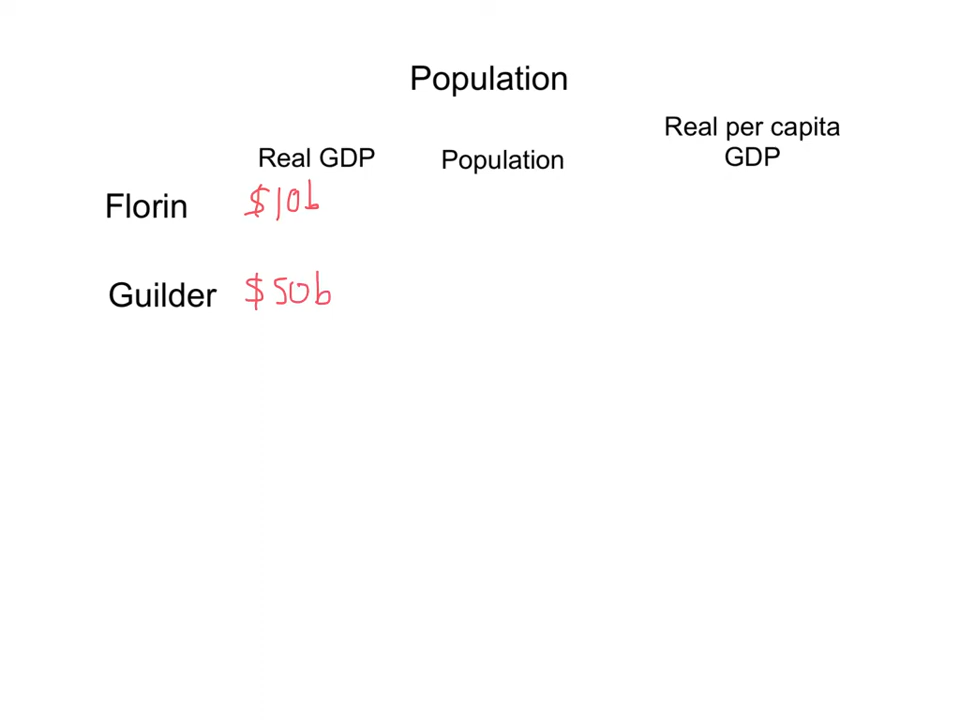 Population
Real GDP Population Real per capita GDP
Florin $10b
Guilder $50b